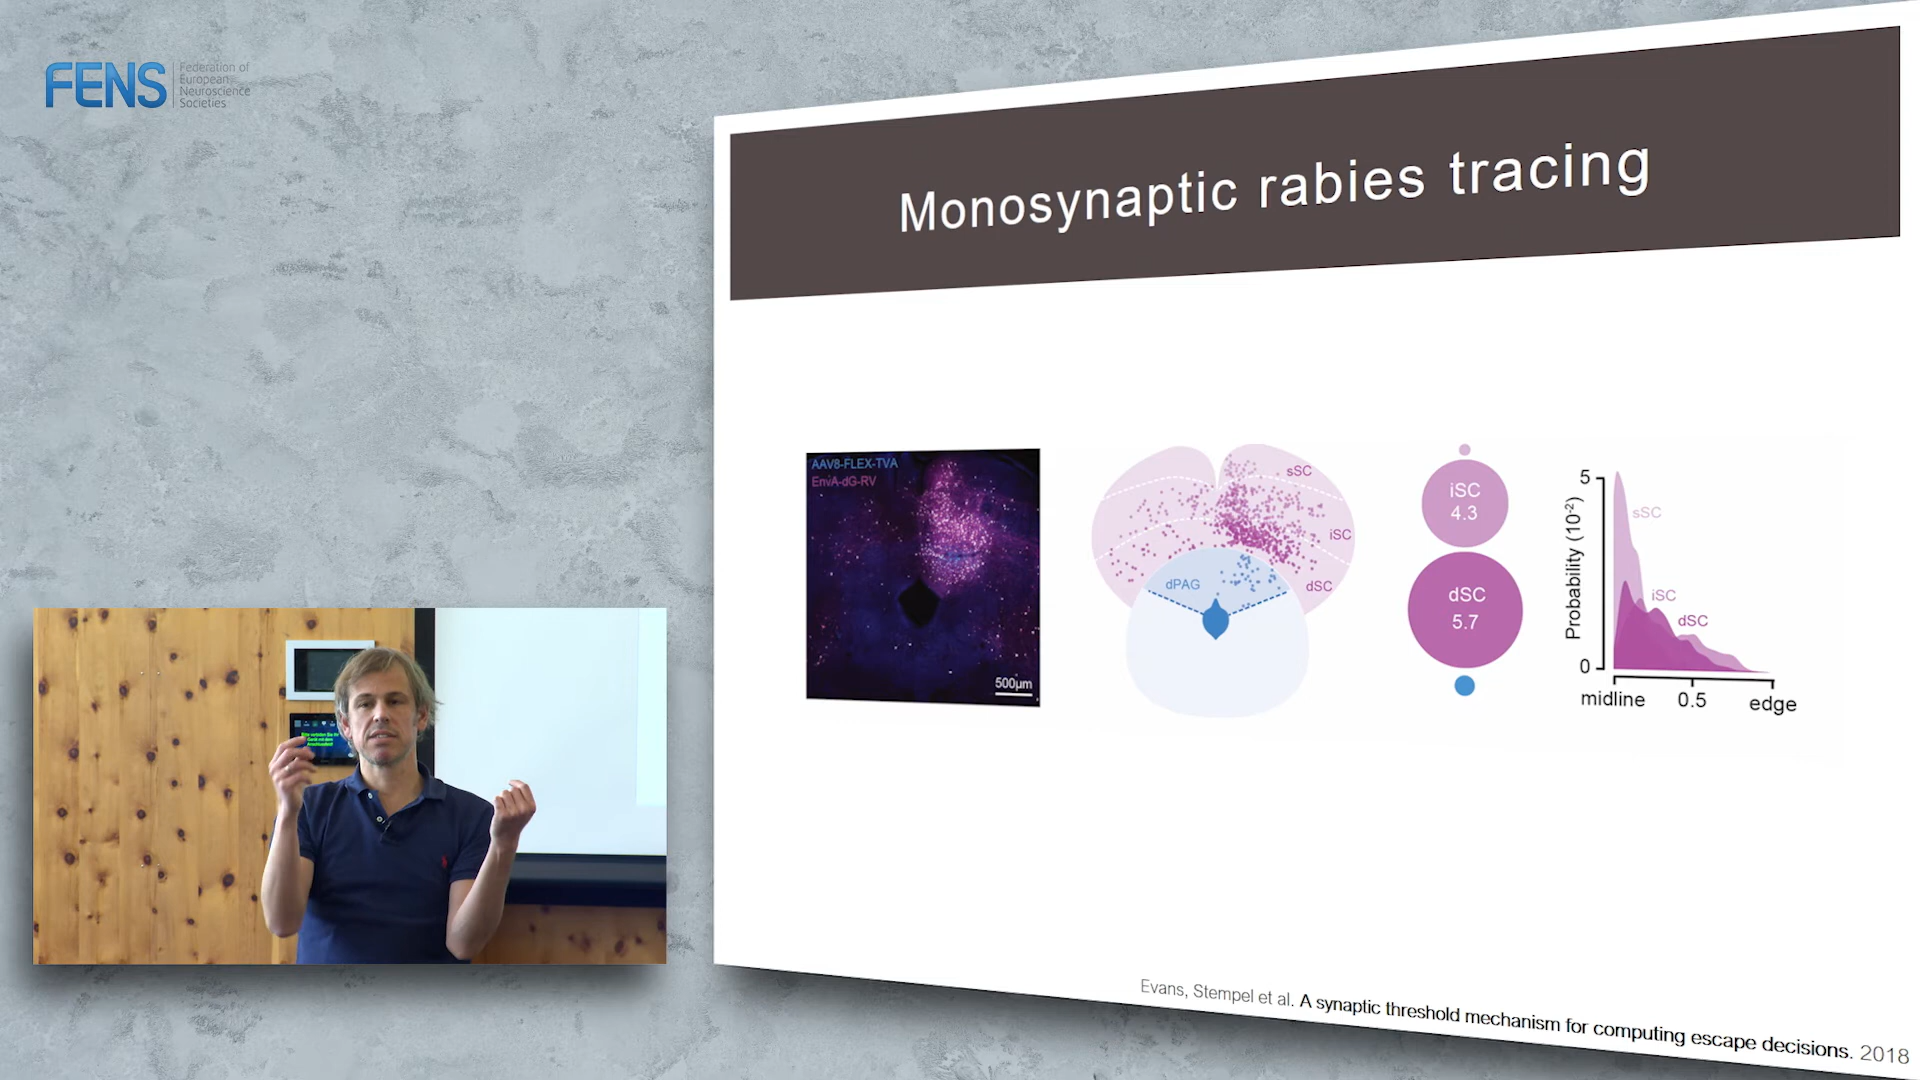 FENS
Federation of
European
Neuroscience
Societies
Monosynaptic rabies tracing
AAV8-FLEX-TVA
EnvA-dG-RV
500μm
sSC
iSC
dSC
dPAG
iSC
4.3
dSC
5.7
Probability (10⁻²)
5
0
sSC
iSC
dSC
midline 0.5 edge
Evans, Stempel et al. A synaptic threshold mechanism for computing escape decisions. 2018